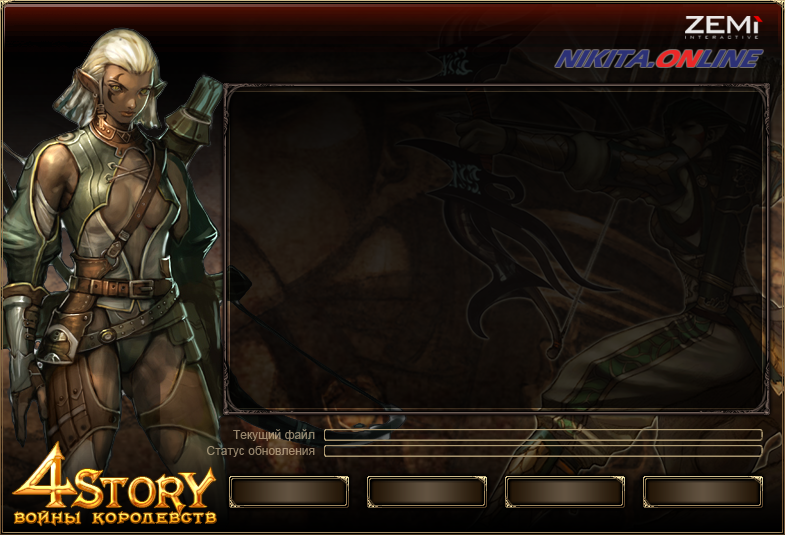 ZEMi
INTERACTIVE
NIKITA.ONLINE
Текущий файл
Статус обновления
4STORY
ВОЙНЫ КОРОЛЕВСТВ